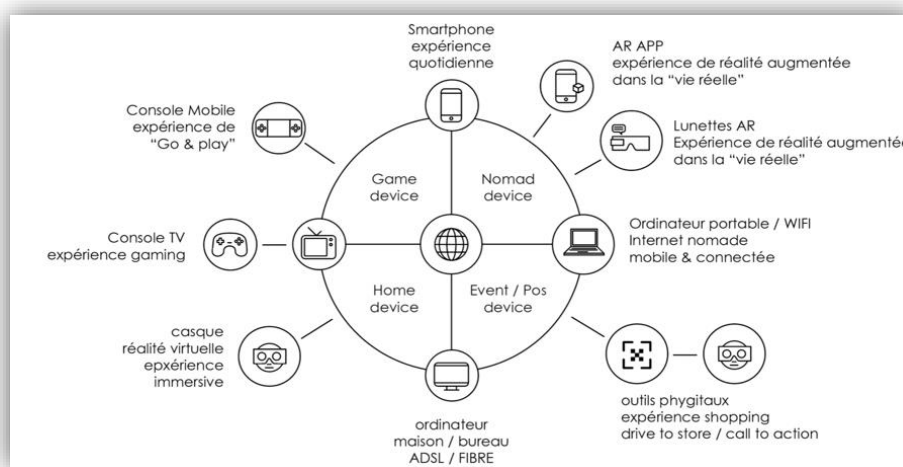 Smartphone
expérience
quotidienne
AR APP
expérience de réalité augmentée
dans la “vie réelle”
Console Mobile
expérience de
“Go & play”
Lunettes AR
Expérience de réalité augmentée
dans la “vie réelle”
Game
device
Nomad
device
Console TV
expérience gaming
Ordinateur portable / WIFI
Internet nomade
mobile & connectée
Home
device
Event / Pos
device
casque
réalité virtuelle
epxérience
immersive
outils phygitaux
expérience shopping
drive to store / call to action
ordinateur
maison / bureau
ADSL / FIBRE